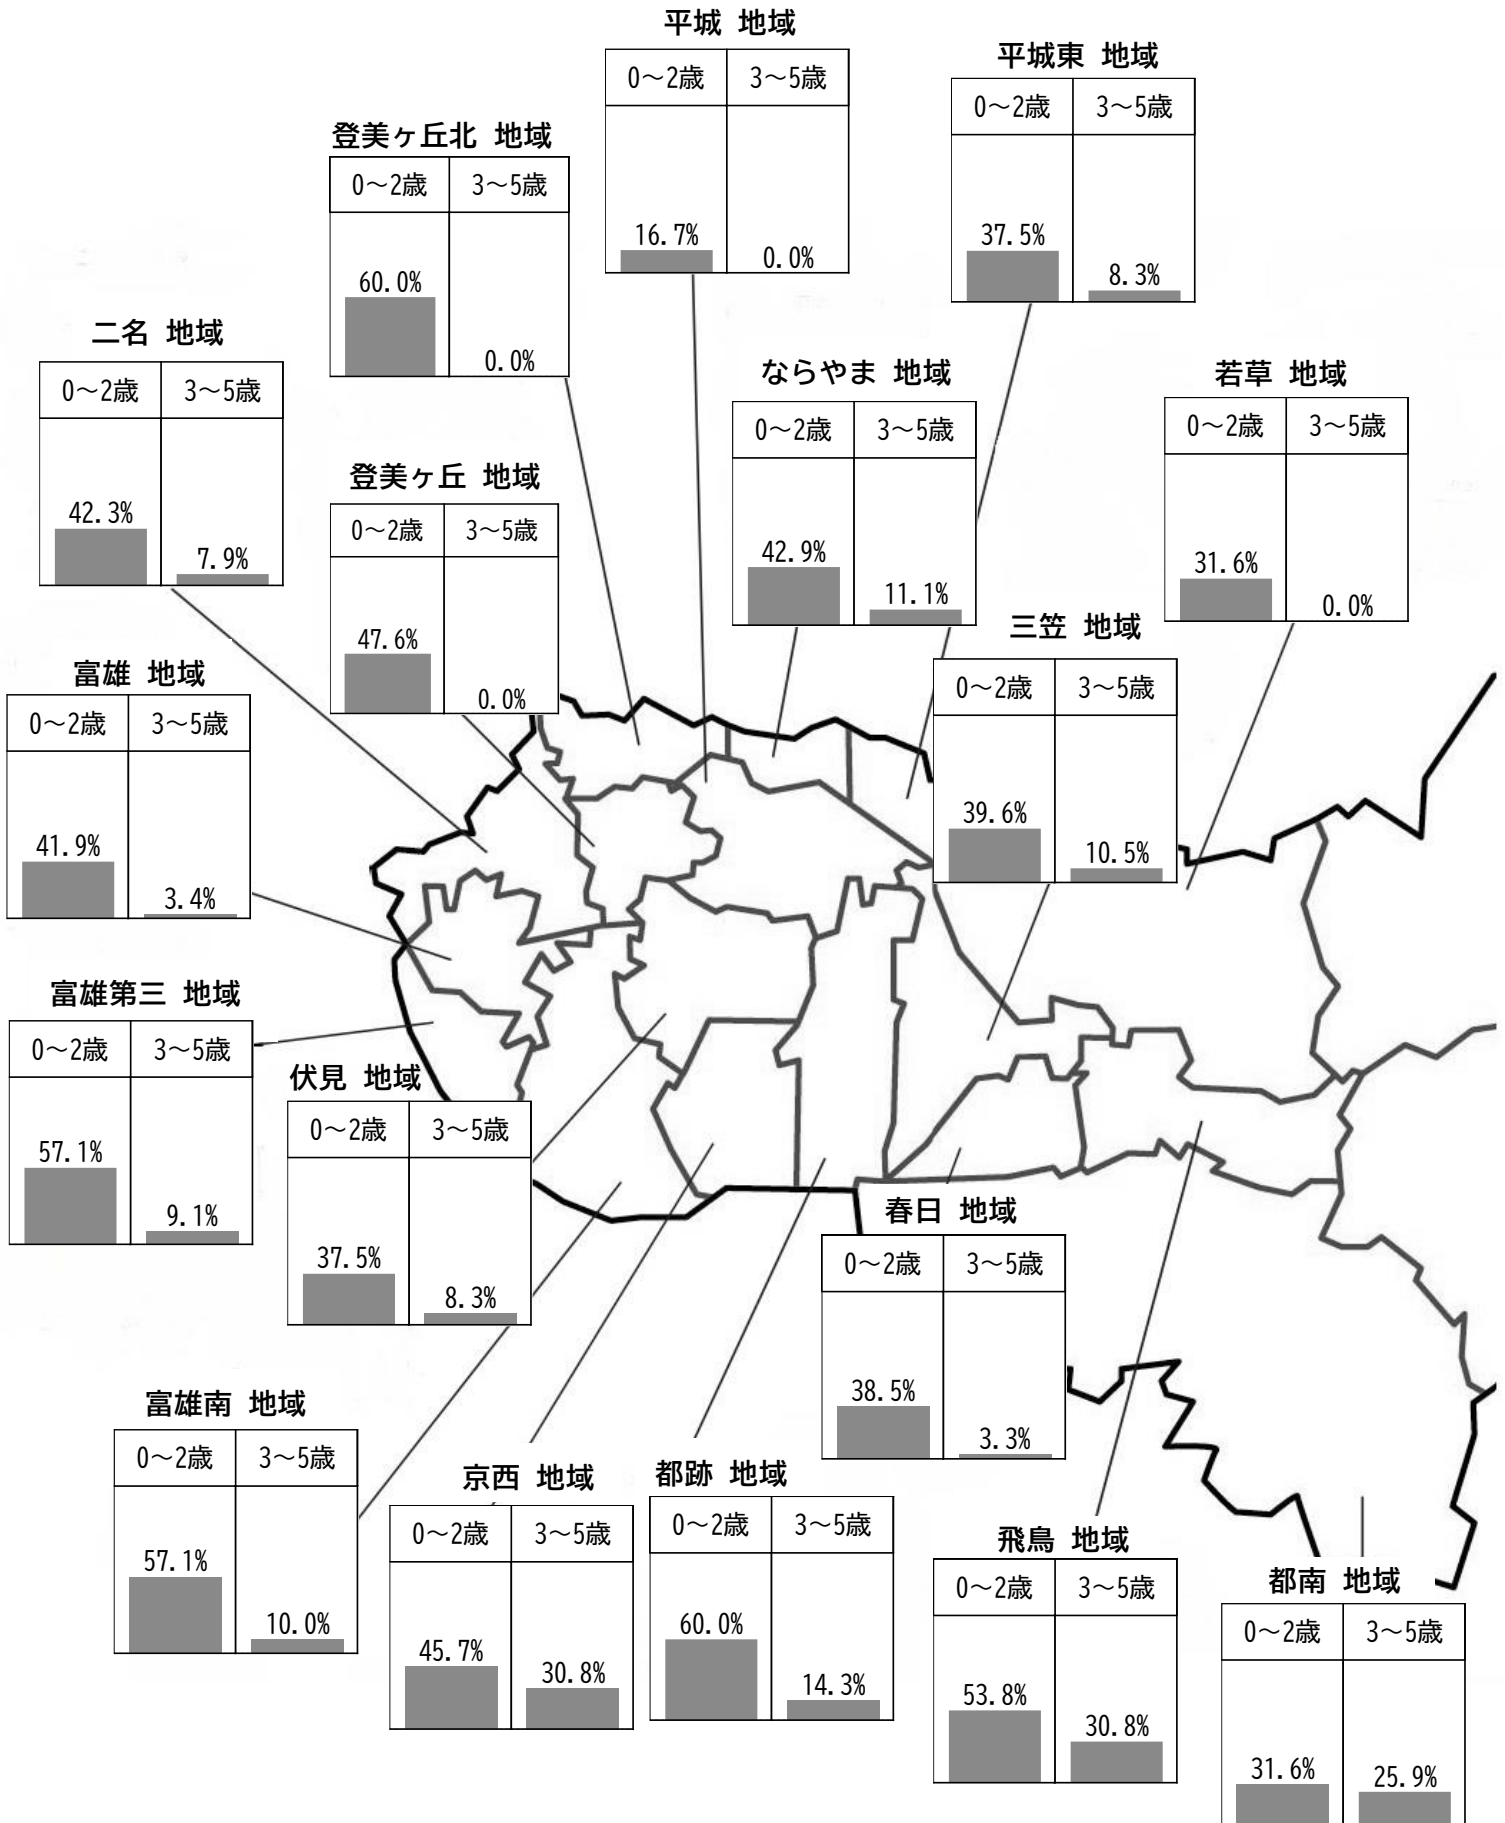 平城 地域
0～2歳 3～5歳
16.7% 0.0%
平城東 地域
0～2歳 3～5歳
37.5% 8.3%
登美ヶ丘北 地域
0～2歳 3～5歳
60.0% 0.0%
二名 地域
0～2歳 3～5歳
42.3% 7.9%
ならやま 地域
0～2歳 3～5歳
42.9% 11.1%
若草 地域
0～2歳 3～5歳
31.6% 0.0%
登美ヶ丘 地域
0～2歳 3～5歳
47.6% 0.0%
三笠 地域
0～2歳 3～5歳
39.6% 10.5%
富雄 地域
0～2歳 3～5歳
41.9% 3.4%
富雄第三 地域
0～2歳 3～5歳
57.1% 9.1%
伏見 地域
0～2歳 3～5歳
37.5% 8.3%
春日 地域
0～2歳 3～5歳
38.5% 3.3%
富雄南 地域
0～2歳 3～5歳
57.1% 10.0%
京西 地域
0～2歳 3～5歳
45.7% 30.8%
都跡 地域
0～2歳 3～5歳
60.0% 14.3%
飛鳥 地域
0～2歳 3～5歳
53.8% 30.8%
都南 地域
0～2歳 3～5歳
31.6% 25.9%